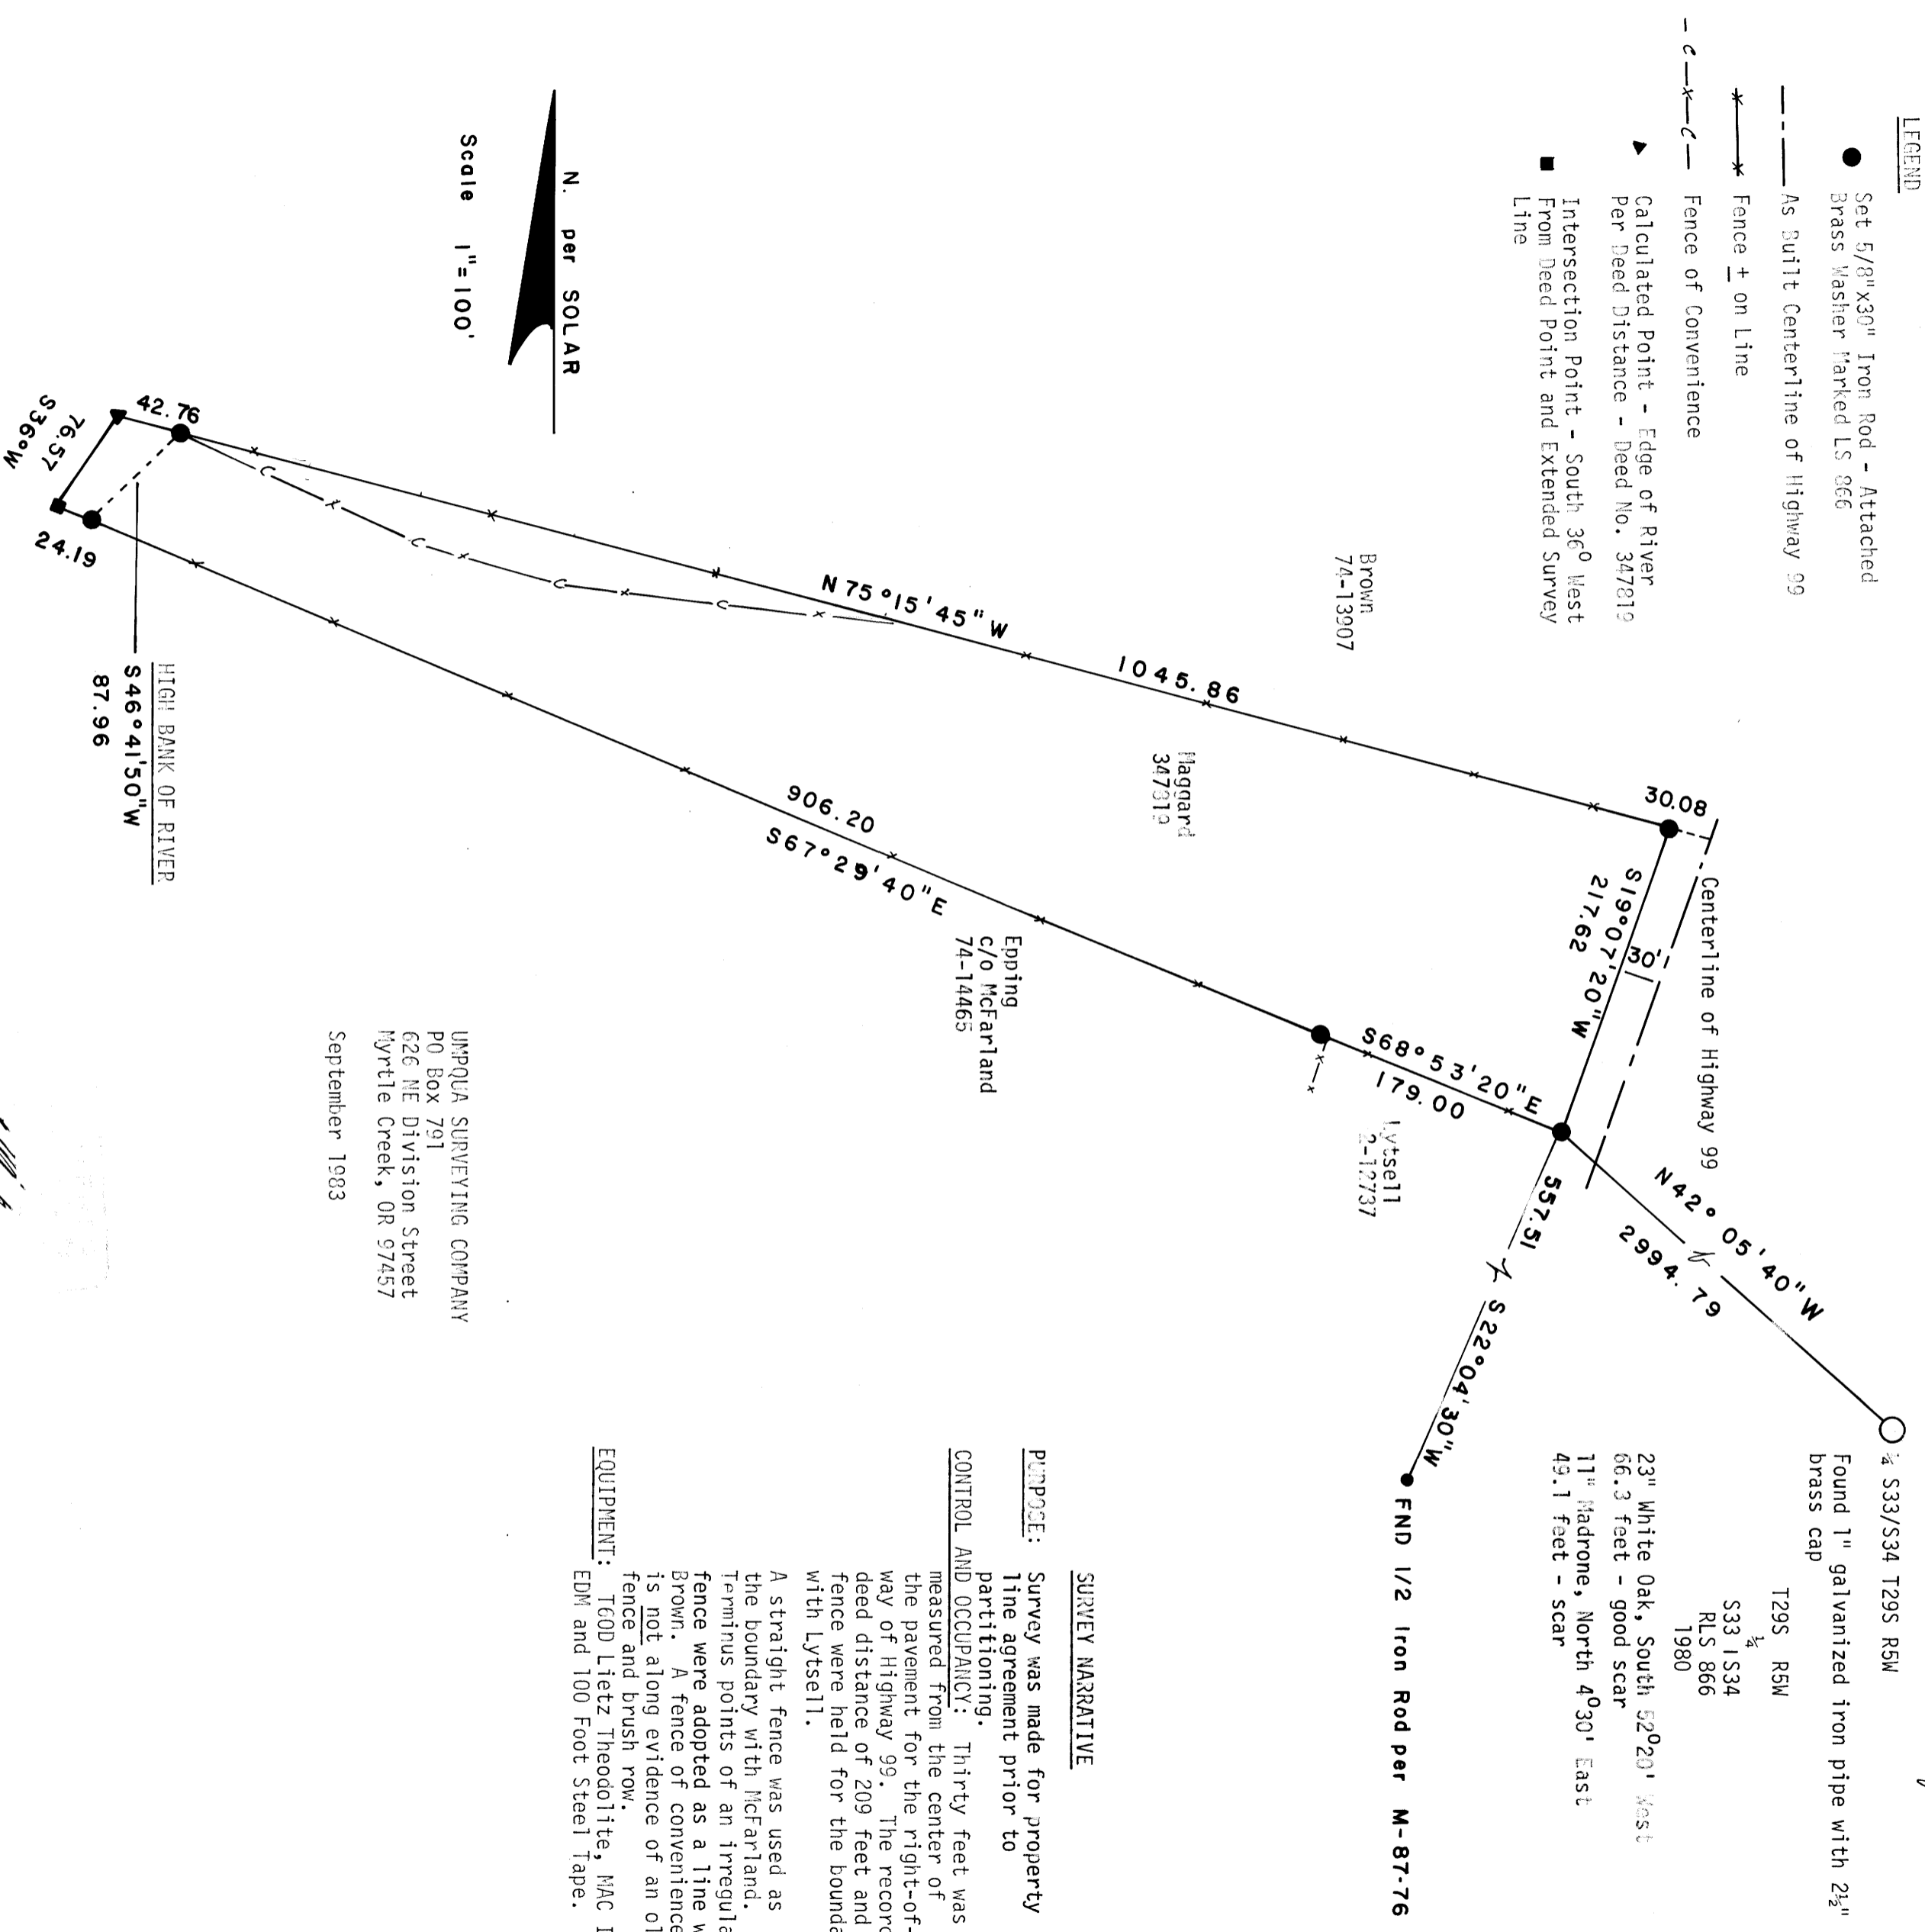 LEGEND
Set 5/8"x30" Iron Rod - Attached
Brass Washer Marked LS 866
As Built Centerline of Highway 99
Fence ± on Line
Fence of Convenience
Calculated Point - Edge of River
Per Deed Distance - Deed No. 347819
Intersection Point - South 36° West
From Deed Point and Extended Survey
Line
N. per SOLAR
Scale 1"=100'
¼ S33/S34 T29S R5W
Found 1" galvanized iron pipe with 2½"
brass cap
T29S R5W
¼
S33 | S34
RLS 866
1980
23" White Oak, South 52°20' West
66.3 feet - good scar
11" Madrone, North 4°30' East
49.1 feet - scar
N42°05'40"W
2994.79
Centerline of Highway 99
30.08
30'
S19°07'20"W
217.62
557.51
S22°04'30"W
FND 1/2 Iron Rod per M-87-76
Brown
74-13907
N75°15'45"W
1045.86
Maggard
347819
42.76
76.57
S36°W
24.19
HIGH BANK OF RIVER
S46°41'50"W
87.96
906.20
S67°29'40"E
S68°53'20"E
179.00
Lytsell
2-12737
Epping
c/o McFarland
74-14465
UMPQUA SURVEYING COMPANY
PO Box 791
626 NE Division Street
Myrtle Creek, OR 97457
September 1983
SURVEY NARRATIVE
PURPOSE: Survey was made for property
line agreement prior to
partitioning.
CONTROL AND OCCUPANCY: Thirty feet was
measured from the center of
the pavement for the right-of-
way of Highway 99. The recor
deed distance of 209 feet and
fence were held for the bounda
with Lytsell.
A straight fence was used as
the boundary with McFarland.
Terminus points of an irregula
fence were adopted as a line w
Brown. A fence of convenience
is not along evidence of an ol
fence and brush row.
EQUIPMENT: T60D Lietz Theodolite, MAC I
EDM and 100 Foot Steel Tape.